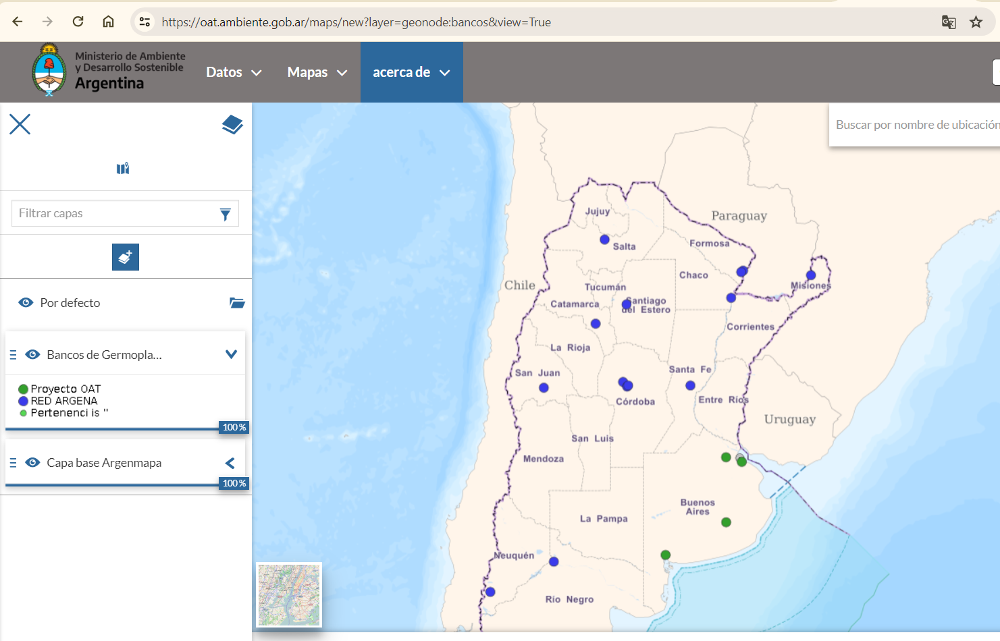 https://oat.ambiente.gob.ar/maps/new?layer=geonode:bancos&view=True
Ministerio de Ambiente
y Desarrollo Sostenible
Argentina
Datos
Mapas
acerca de
Buscar por nombre de ubicación
Filtrar capas
Por defecto
Bancos de Germopla...
Proyecto OAT
RED ARGENA
Pertenenci is "
100 %
Capa base Argenmapa
100 %
Jujuy
Paraguay
Salta
Formosa
Chaco
Chile
Tucumán
Misiones
Catamarca
Santiago
del Estero
Corrientes
La Rioja
San Juan
Santa Fe
Córdoba
Entre Ríos
Uruguay
San Luis
Mendoza
Buenos
Aires
La Pampa
Neuquén
Río Negro